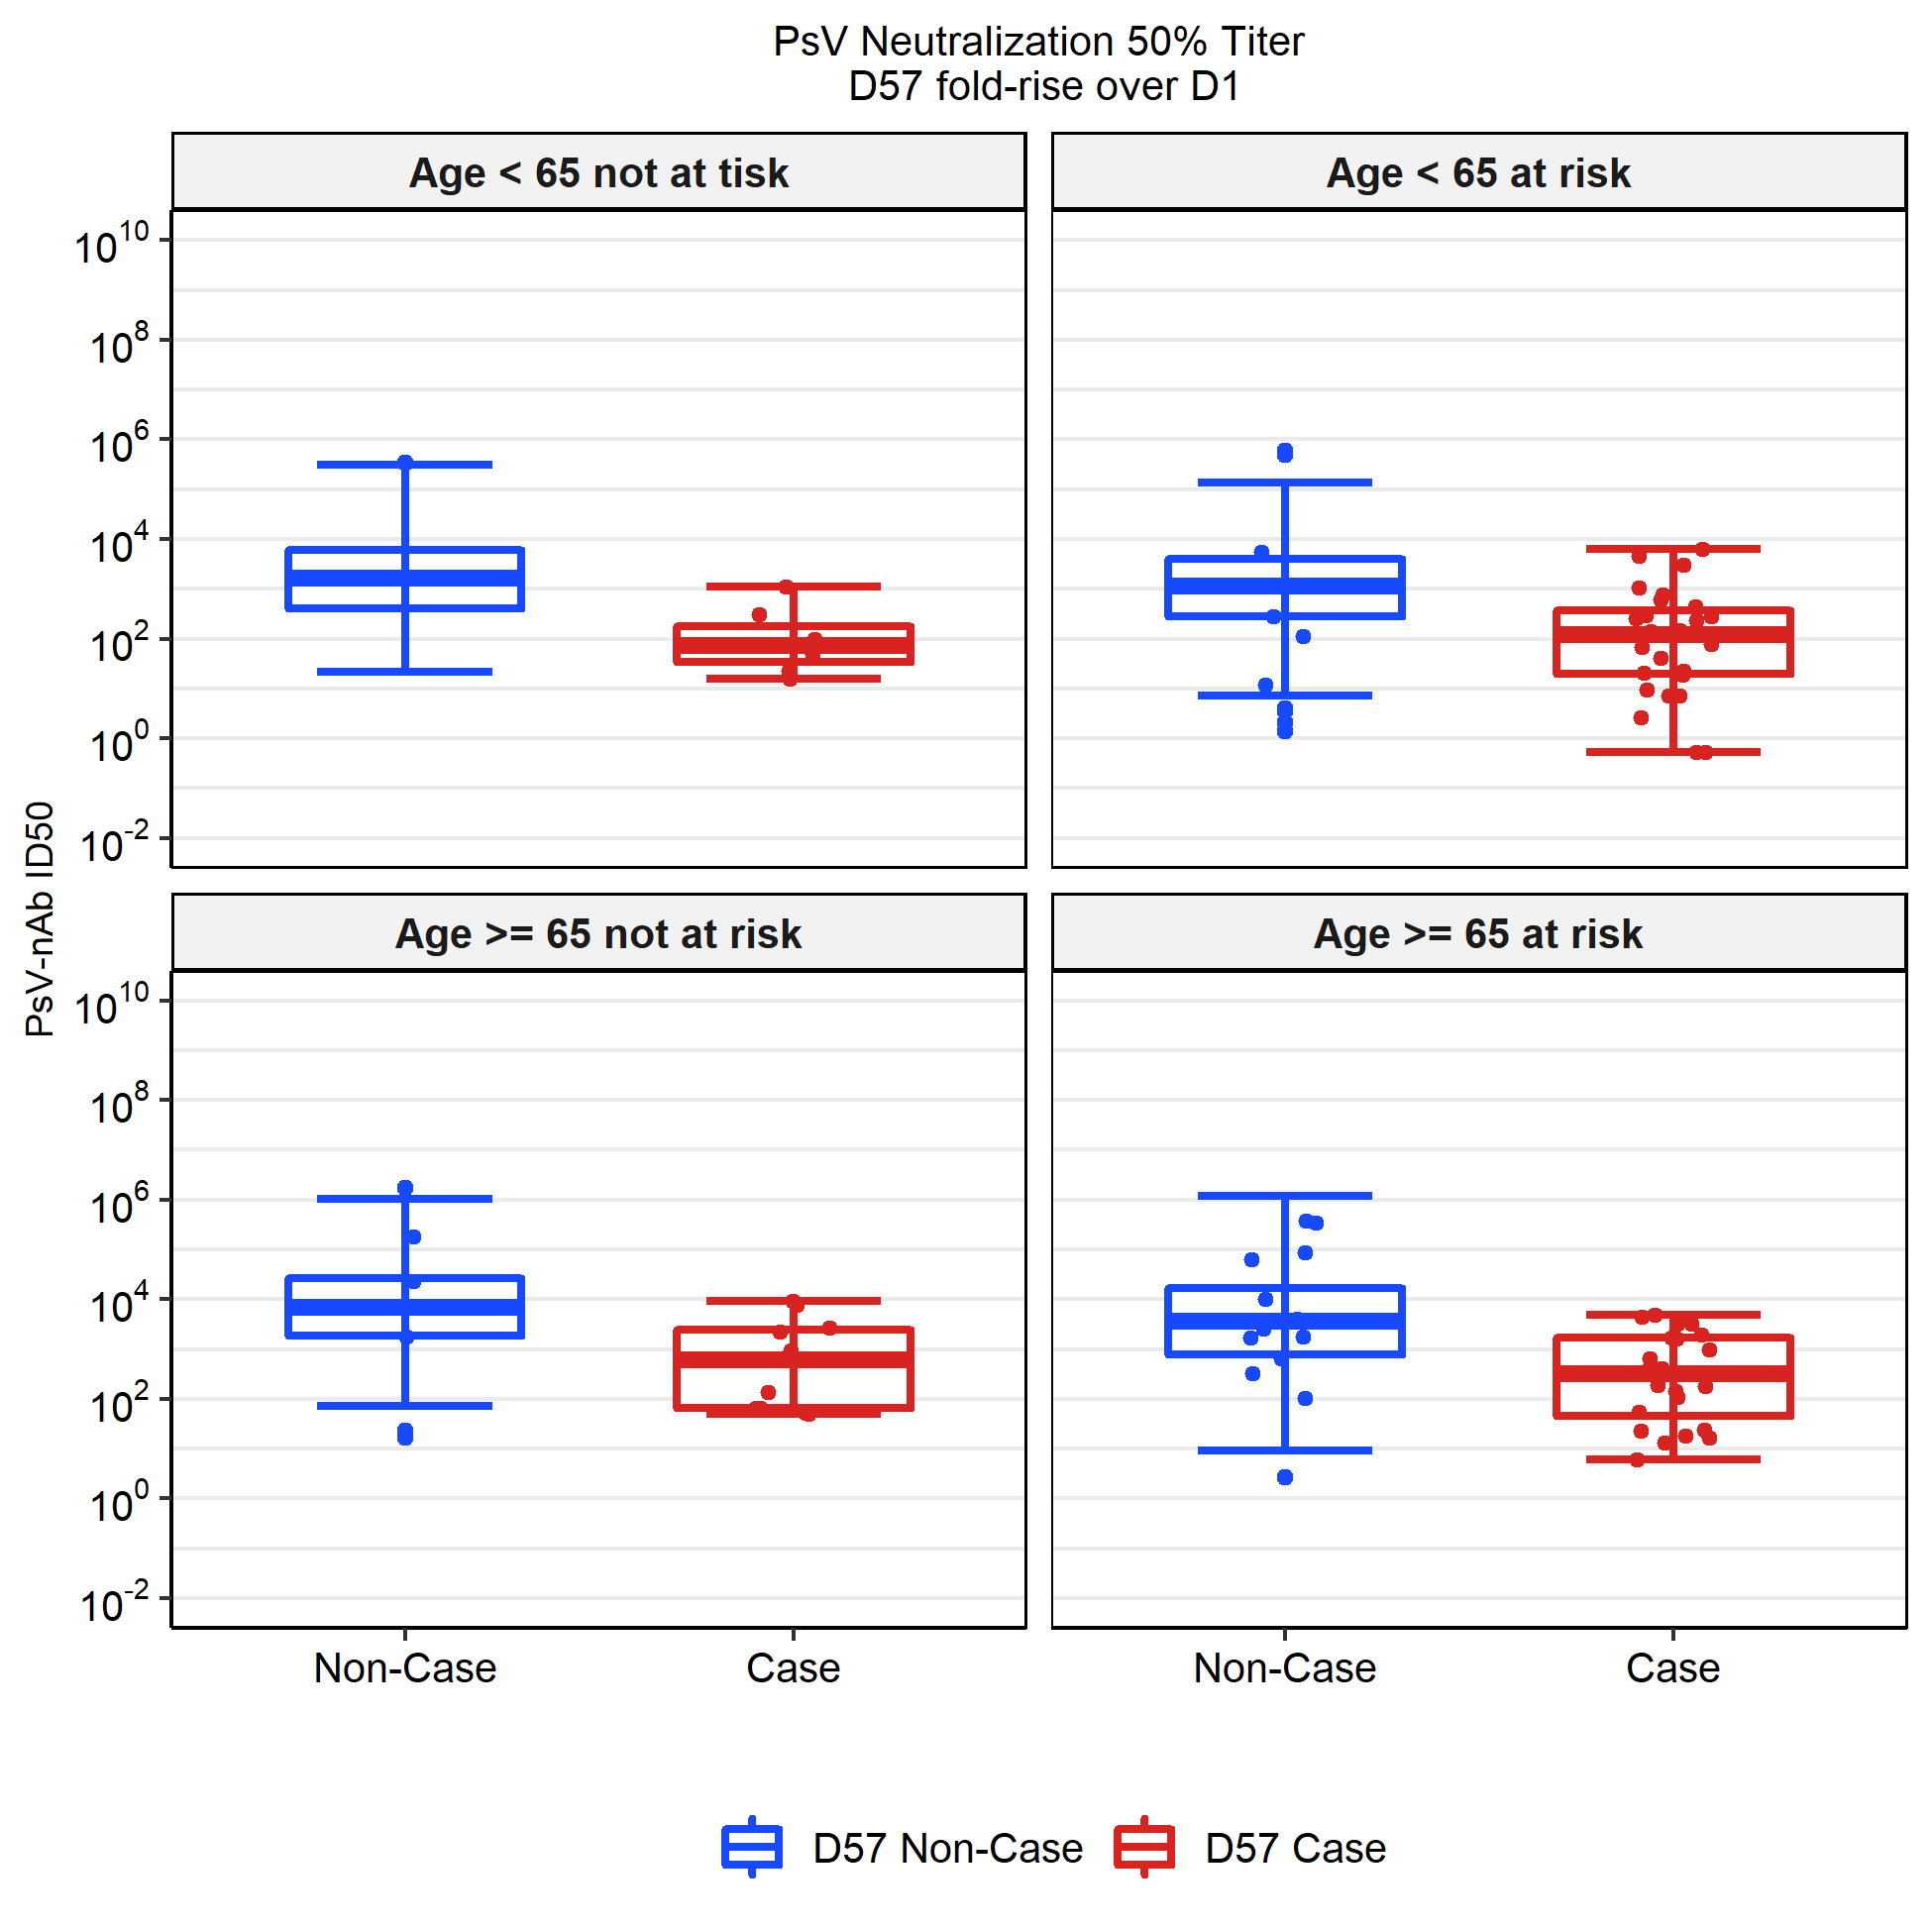 PsV Neutralization 50% Titer
D57 fold-rise over D1
Age < 65 not at tisk
Age < 65 at risk
10^10
10^8
10^6
10^4
10^2
10^0
10^-2
PsV-nAb ID50
Age >= 65 not at risk
Age >= 65 at risk
10^10
10^8
10^6
10^4
10^2
10^0
10^-2
Non-Case
Case
Non-Case
Case
D57 Non-Case
D57 Case